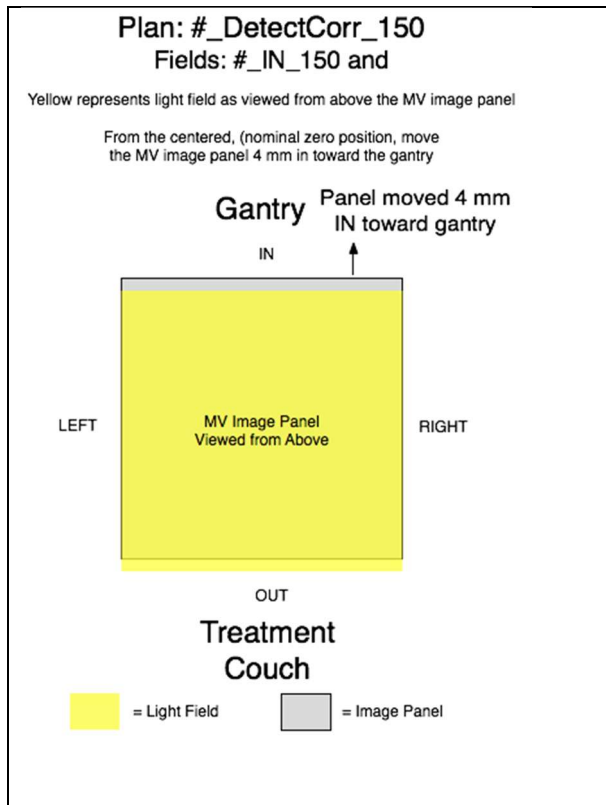 Plan: #_DetectCorr_150
Fields: #_IN_150 and
Yellow represents light field as viewed from above the MV image panel
From the centered, (nominal zero position, move
the MV image panel 4 mm in toward the gantry
Gantry
Panel moved 4 mm
IN toward gantry
IN
LEFT
MV Image Panel
Viewed from Above
RIGHT
OUT
Treatment
Couch
= Light Field
= Image Panel